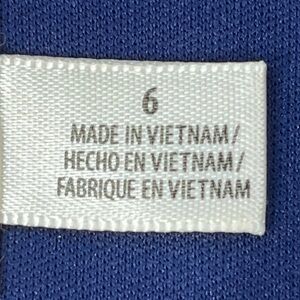 6
MADE IN VIETNAM/
HECHO EN VIETNAM/
FABRIQUE EN VIETNAM